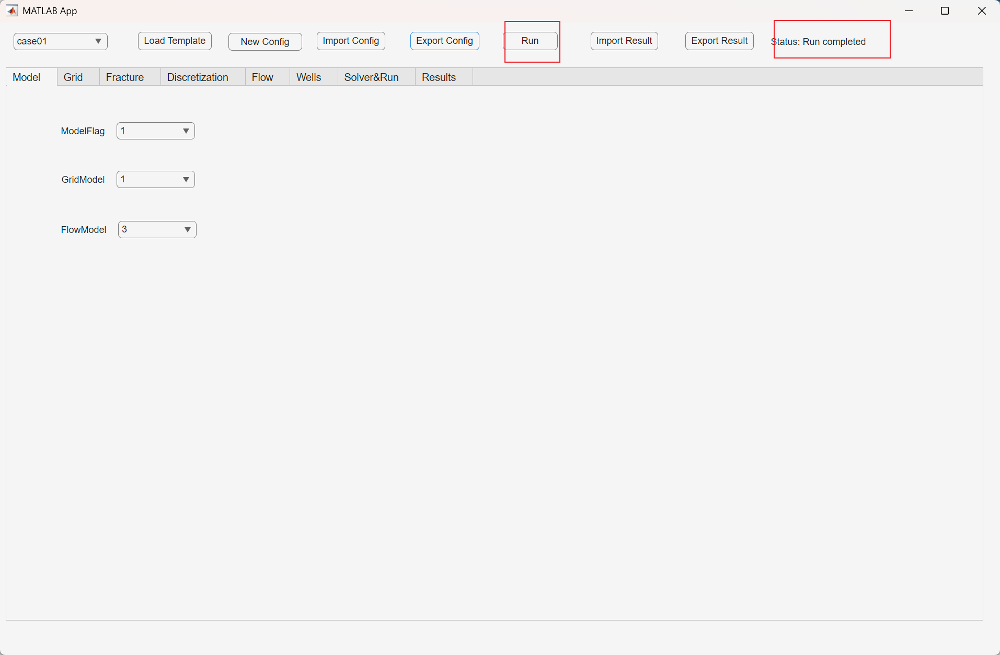 MATLAB App
case01 Load Template New Config Import Config Export Config Run Import Result Export Result Status: Run completed
Model Grid Fracture Discretization Flow Wells Solver&Run Results
ModelFlag 1
GridModel 1
FlowModel 3